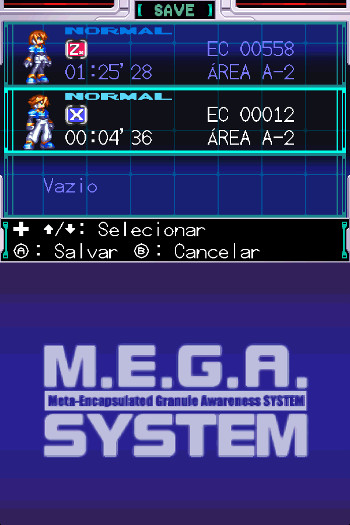 SAVE
NORMAL
Z. EC 00558
01:25'28 ÁREA A-2
NORMAL
X EC 00012
00:04'36 ÁREA A-2
Vazio
↑/↓: Selecionar
Ⓐ: Salvar Ⓑ: Cancelar
M.E.G.A.
Meta-Encapsulated Granule Awareness SYSTEM
SYSTEM